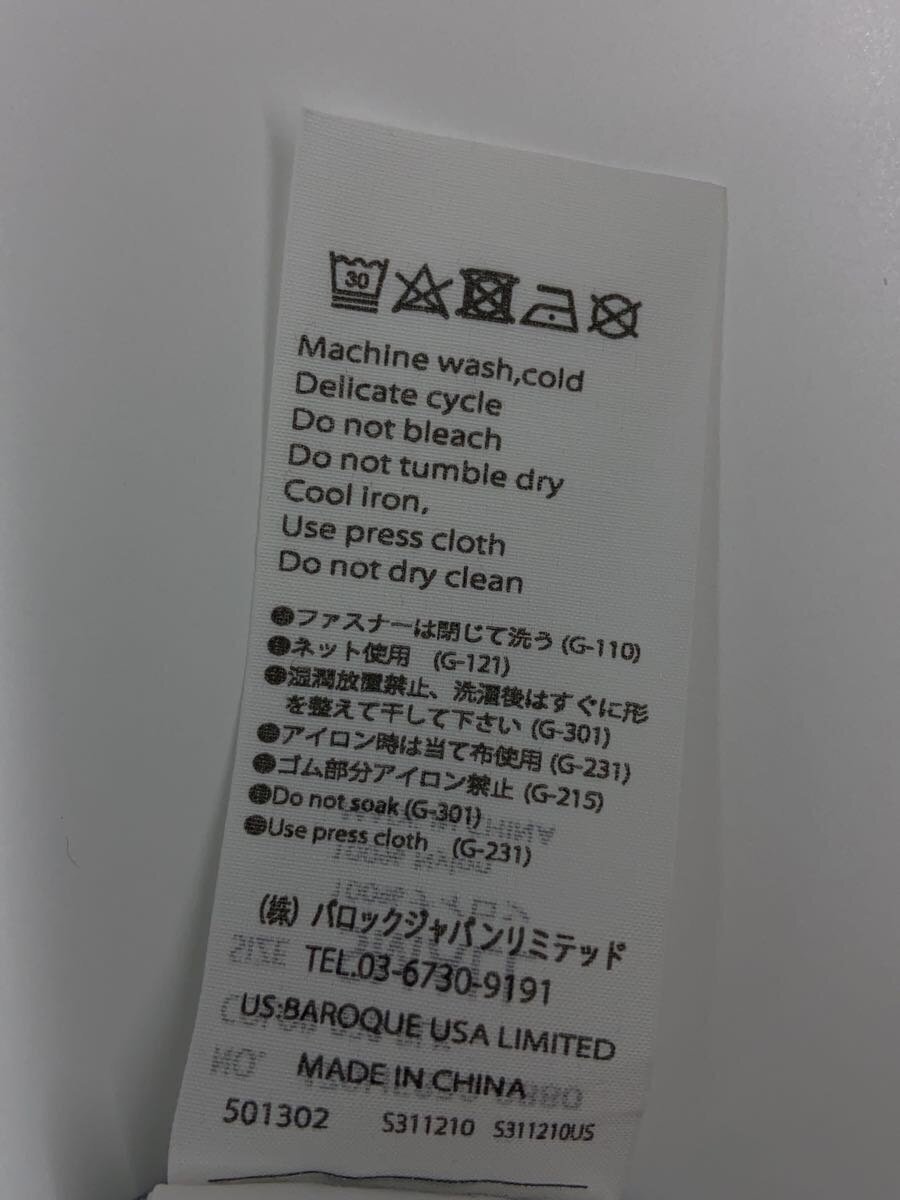 30
Machine wash,cold
Delicate cycle
Do not bleach
Do not tumble dry
Cool iron,
Use press cloth
Do not dry clean
●ファスナーは閉じて洗う (G-110)
●ネット使用 (G-121)
●湿潤放置禁止、洗濯後はすぐに形
を整えて干して下さい (G-301)
●アイロン時は当て布使用 (G-231)
●ゴム部分アイロン禁止 (G-215)
●Do not soak (G-301)
●Use press cloth (G-231)
(株) バロックジャパンリミテッド
TEL.03-6730-9191
US:BAROQUE USA LIMITED
MADE IN CHINA
501302 S311210 S311210US